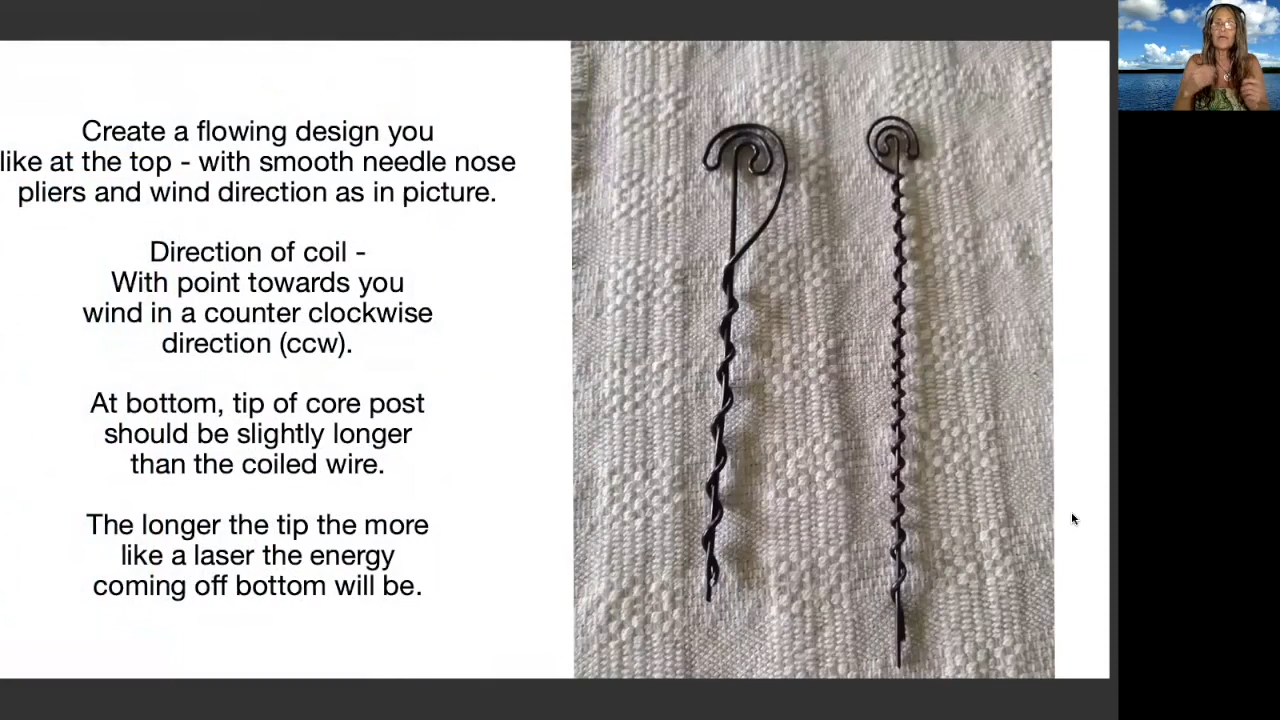 Create a flowing design you
like at the top - with smooth needle nose
pliers and wind direction as in picture.
Direction of coil -
With point towards you
wind in a counter clockwise
direction (ccw).
At bottom, tip of core post
should be slightly longer
than the coiled wire.
The longer the tip the more
like a laser the energy
coming off bottom will be.